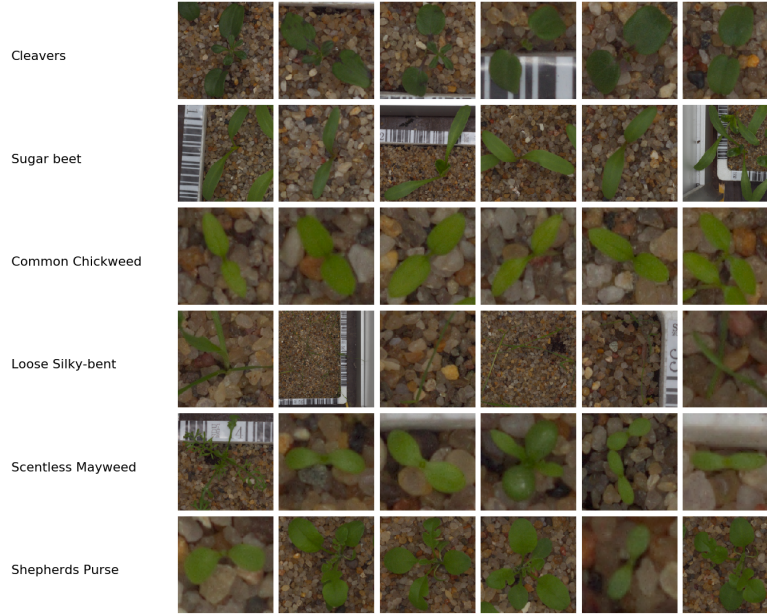 Cleavers
Sugar beet
Common Chickweed
Loose Silky-bent
Scentless Mayweed
Shepherds Purse